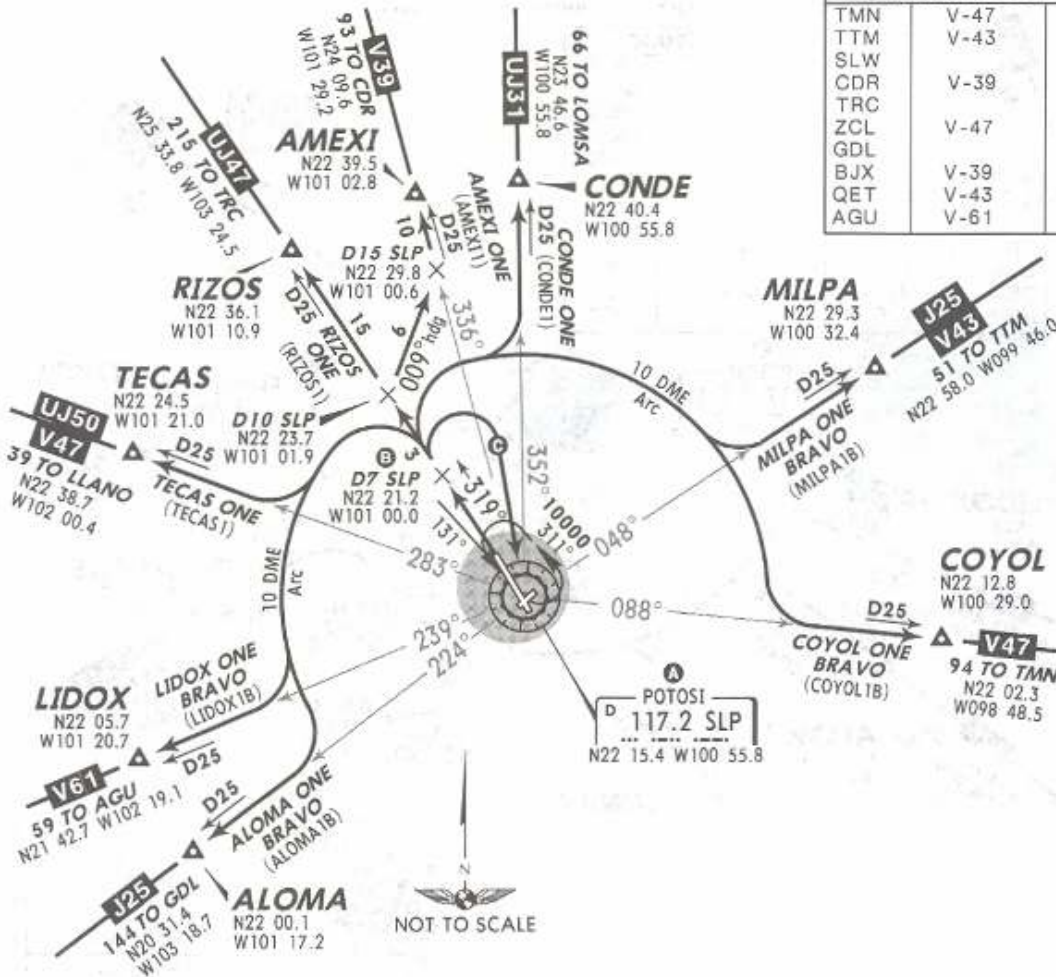 TMN V-47
TTM V-43
SLW
CDR V-39
TRC
ZCL V-47
GDL
BJX V-39
QET V-43
AGU V-61
V39
93 TO CDR
N24 09.6
W101 29.2
UJ31
66 TO LOMSA
N23 46.6
W100 55.8
UJ47
215 TO TRC
N25 33.8 W103 24.5
AMEXI
N22 39.5
W101 02.8
AMEXI ONE
(AMEXI1)
10
D25
CONDE
N22 40.4
W100 55.8
CONDE ONE
D25 (CONDE1)
D15 SLP
N22 29.8
W101 00.6
RIZOS
N22 36.1
W101 10.9
15
D25 RIZOS
ONE
(RIZOS1)
9
009° hdg
336°
MILPA
N22 29.3
W100 32.4
J25
V43
51 TO TTM
N22 58.0 W099 46.0
D25
MILPA ONE
BRAVO
(MILPA1B)
10 DME
Arc
TECAS
N22 24.5
W101 21.0
UJ50
V47
39 TO LLANO
N22 38.7
W102 00.4
D25
TECAS ONE
(TECAS1)
D10 SLP
N22 23.7
W101 01.9
3
B
D7 SLP
N22 21.2
W101 00.0
C
319°
131°
352°
10000
311°
048°
283°
088°
239°
224°
10 DME
Arc
COYOL
N22 12.8
W100 29.0
D25
V47
94 TO TMN
N22 02.3
W098 48.5
COYOL ONE
BRAVO
(COYOL1B)
A
POTOSI
D 117.2 SLP
N22 15.4 W100 55.8
LIDOX
N22 05.7
W101 20.7
LIDOX ONE
BRAVO
(LIDOX1B)
D25
V61
59 TO AGU
N21 42.7 W102 19.1
D25
ALOMA ONE
BRAVO
(ALOMA1B)
J25
144 TO GDL
N20 31.4
W103 18.7
ALOMA
N22 00.1
W101 17.2
N
NOT TO SCALE